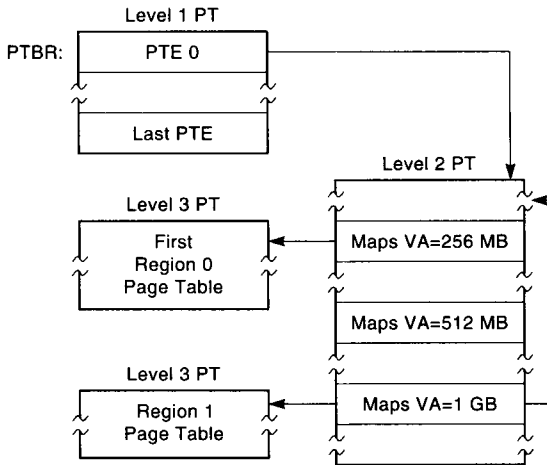 Level 1 PT
PTBR:
PTE 0
Last PTE
Level 2 PT
Level 3 PT
First
Region 0
Page Table
Maps VA=256 MB
Maps VA=512 MB
Level 3 PT
Region 1
Page Table
Maps VA=1 GB